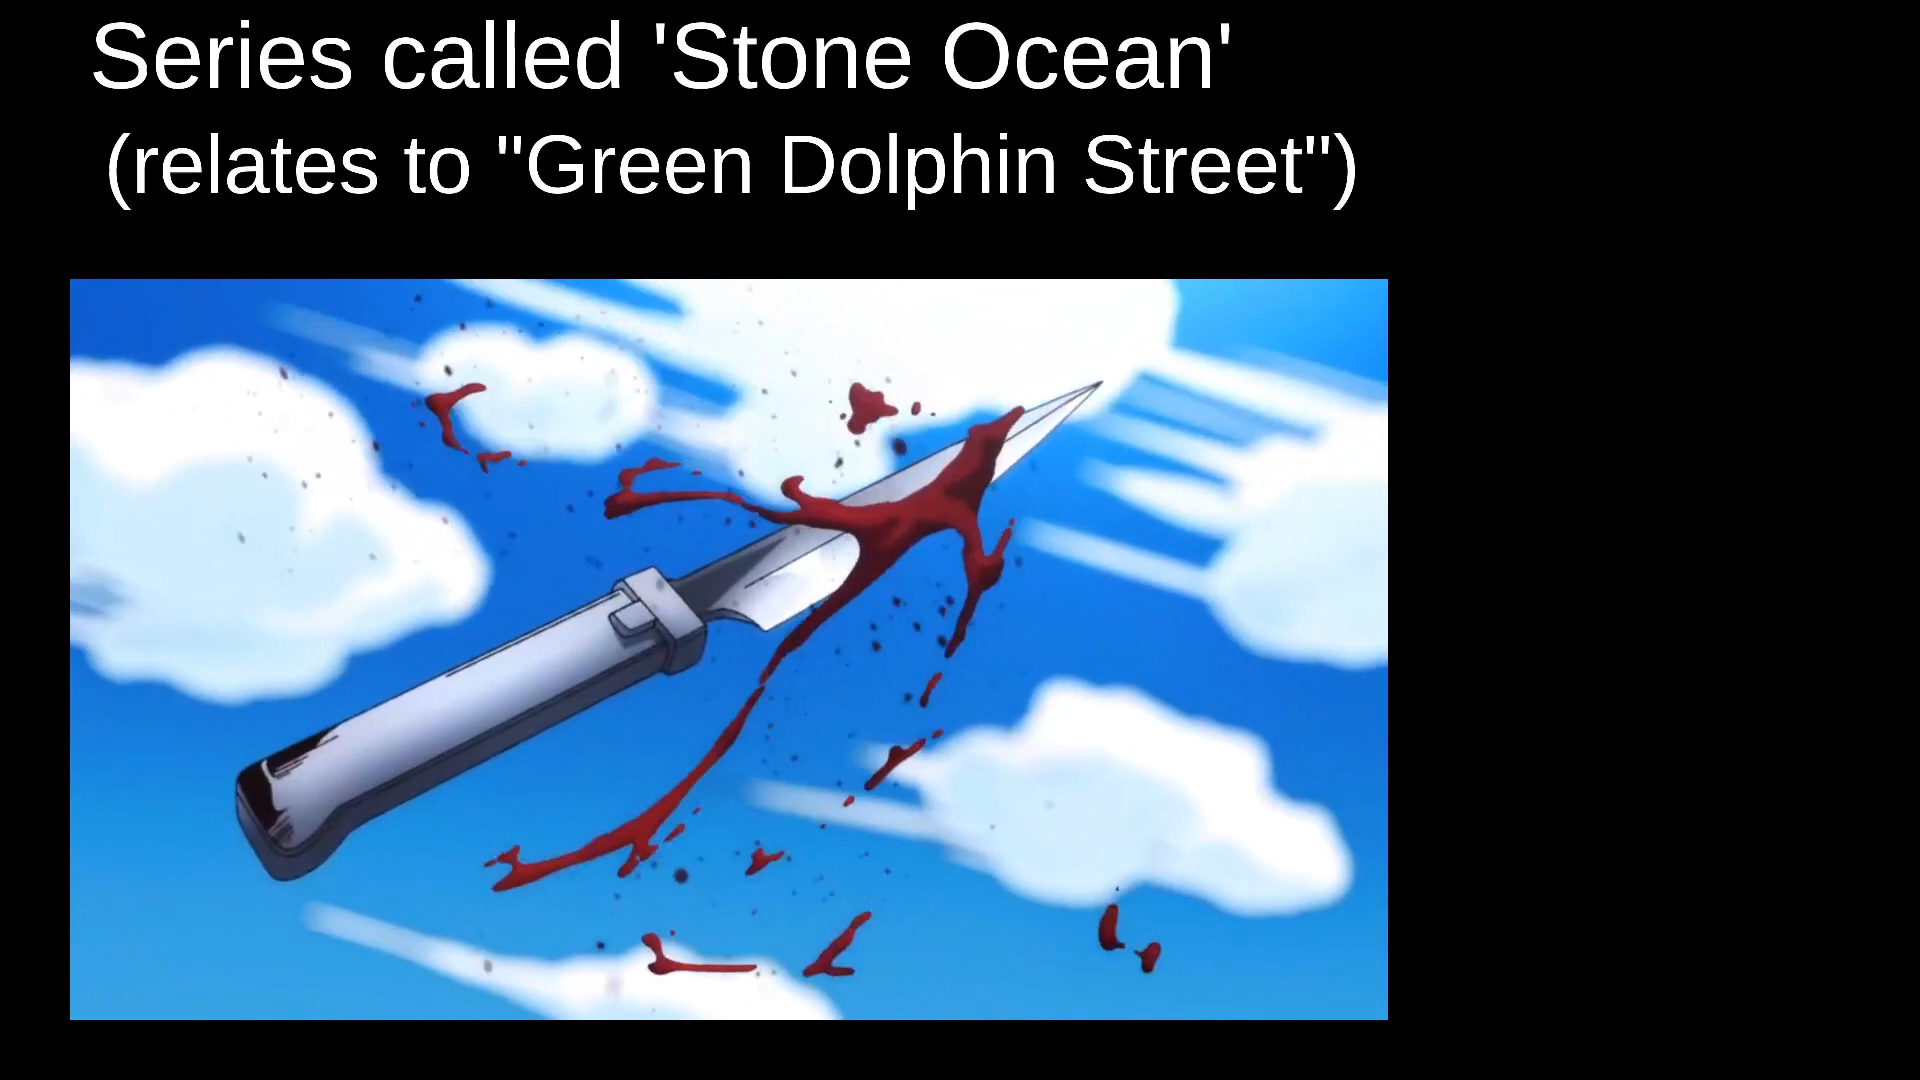 Series called 'Stone Ocean'
(relates to "Green Dolphin Street")